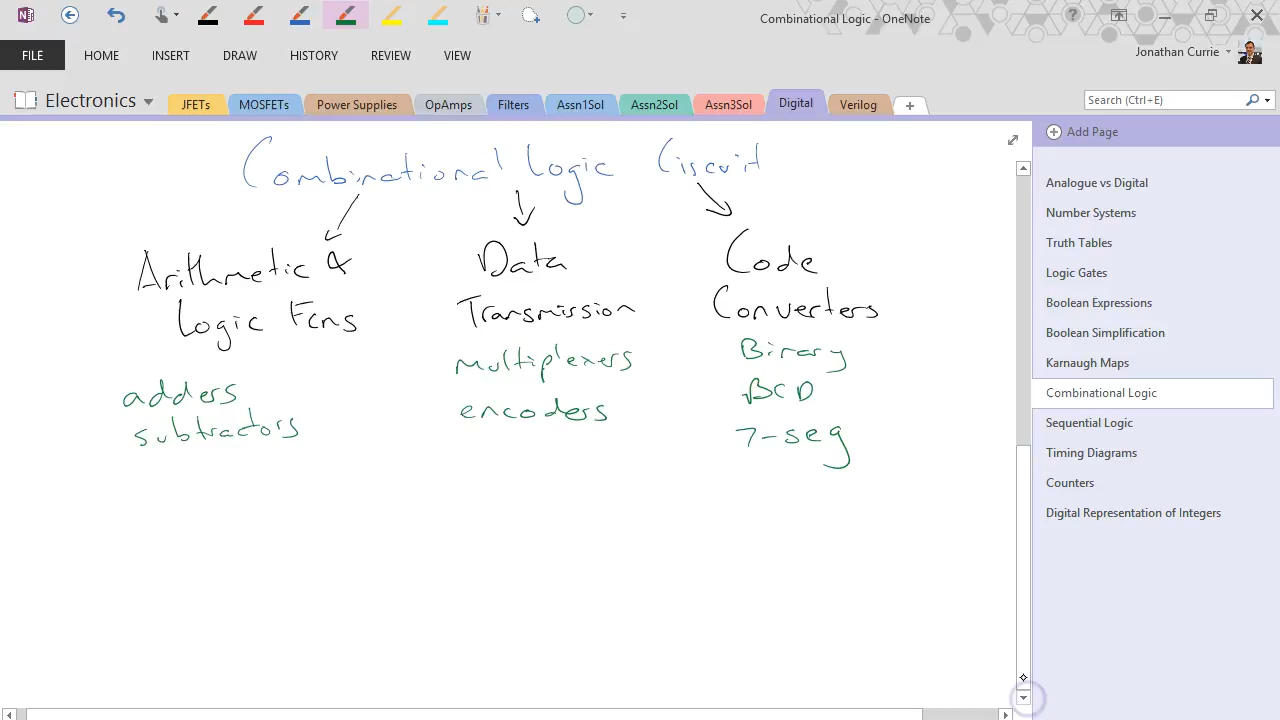 Combinational Logic - OneNote
?
FILE HOME INSERT DRAW HISTORY REVIEW VIEW
Jonathan Currie
Electronics
JFETs MOSFETs Power Supplies OpAmps Filters Assn1Sol Assn2Sol Assn3Sol Digital Verilog +
Search (Ctrl+E)
Add Page
Analogue vs Digital
Number Systems
Truth Tables
Logic Gates
Boolean Expressions
Boolean Simplification
Karnaugh Maps
Combinational Logic
Sequential Logic
Timing Diagrams
Counters
Digital Representation of Integers
Combinational Logic Circuit
Arithmetic &
Logic Fcns
adders
subtractors
Data
Transmission
multiplexers
encoders
Code
Converters
Binary
BCD
7-seg